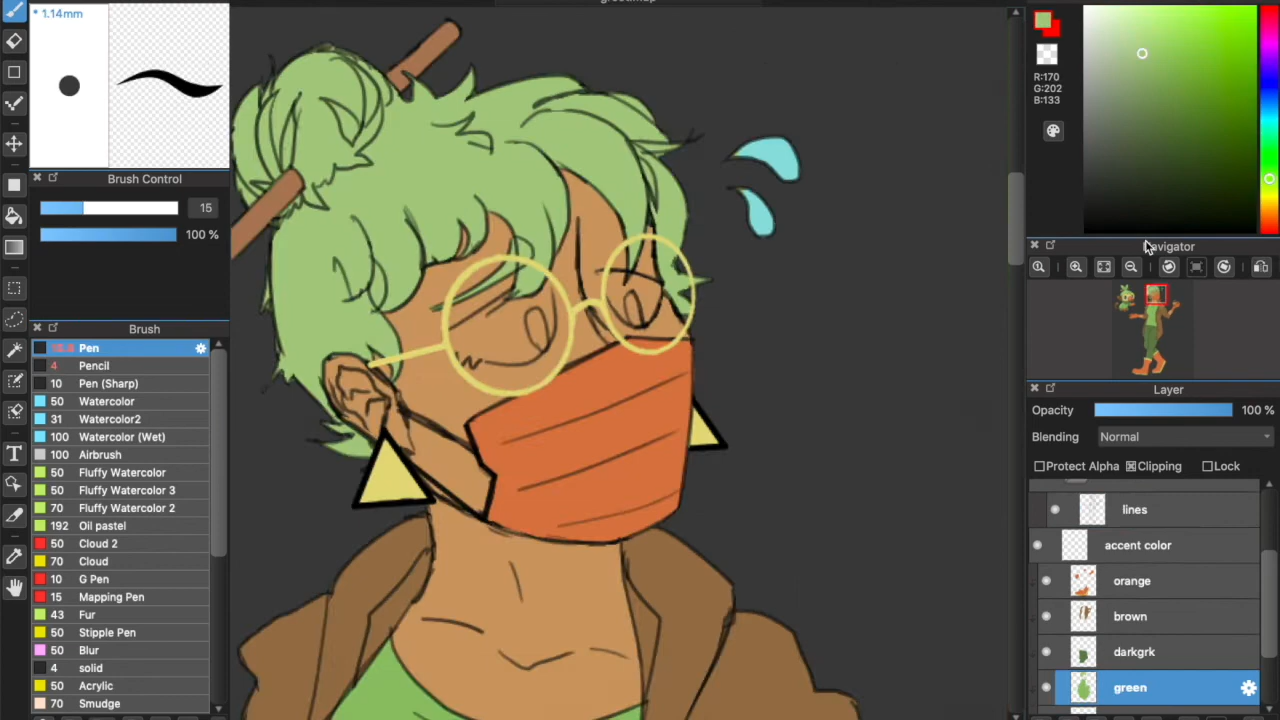 * 1.14mm
Brush Control
15
100 %
Brush
Pen
4 Pencil
10 Pen (Sharp)
50 Watercolor
31 Watercolor2
100 Watercolor (Wet)
100 Airbrush
50 Fluffy Watercolor
50 Fluffy Watercolor 3
70 Fluffy Watercolor 2
192 Oil pastel
50 Cloud 2
70 Cloud
10 G Pen
15 Mapping Pen
43 Fur
50 Stipple Pen
50 Blur
4 solid
50 Acrylic
70 Smudge
R:170
G:202
B:133
Navigator
Layer
Opacity 100 %
Blending Normal
Protect Alpha Clipping Lock
lines
accent color
orange
brown
darkgrk
green